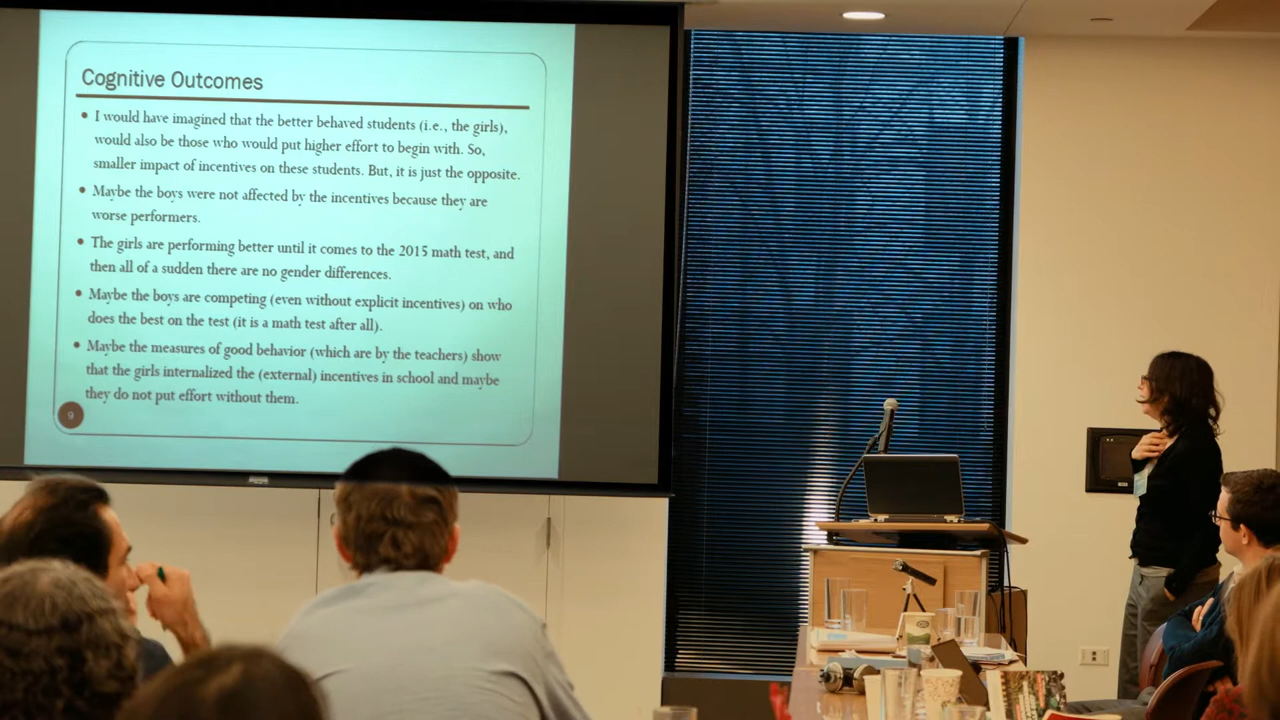 Cognitive Outcomes
• I would have imagined that the better behaved students (i.e., the girls),
would also be those who would put higher effort to begin with. So,
smaller impact of incentives on these students. But, it is just the opposite.
• Maybe the boys were not affected by the incentives because they are
worse performers.
• The girls are performing better until it comes to the 2015 math test, and
then all of a sudden there are no gender differences.
• Maybe the boys are competing (even without explicit incentives) on who
does the best on the test (it is a math test after all).
• Maybe the measures of good behavior (which are by the teachers) show
that the girls internalized the (external) incentives in school and maybe
they do not put effort without them.
9